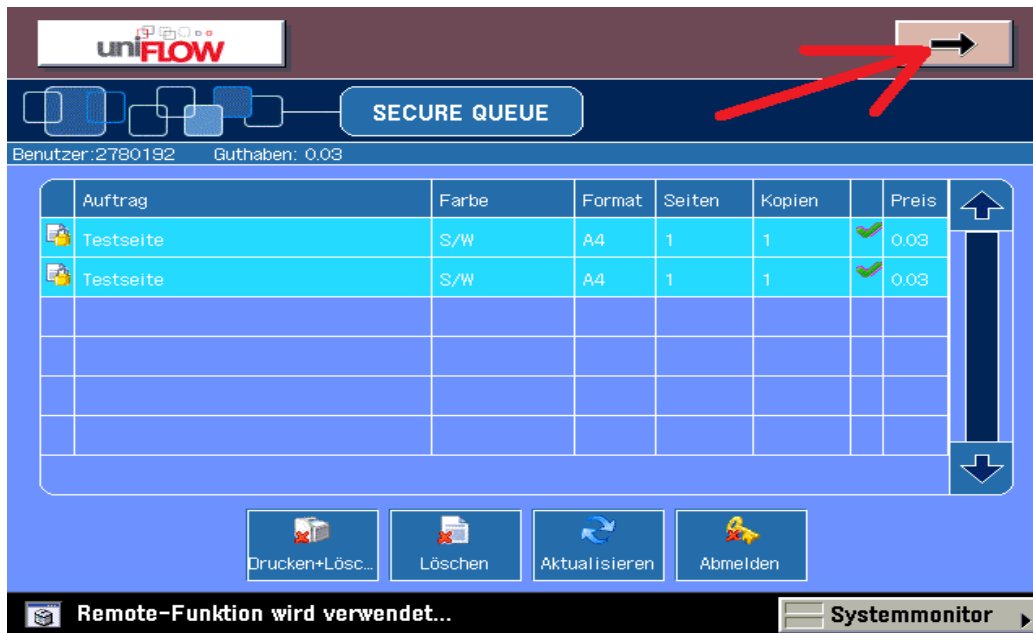 uniFLOW
SECURE QUEUE
Benutzer:2780192 Guthaben: 0.03
Auftrag Farbe Format Seiten Kopien Preis
Testseite S/W A4 1 1 0.03
Testseite S/W A4 1 1 0.03
Drucken+Lösc... Löschen Aktualisieren Abmelden
Remote-Funktion wird verwendet... Systemmonitor